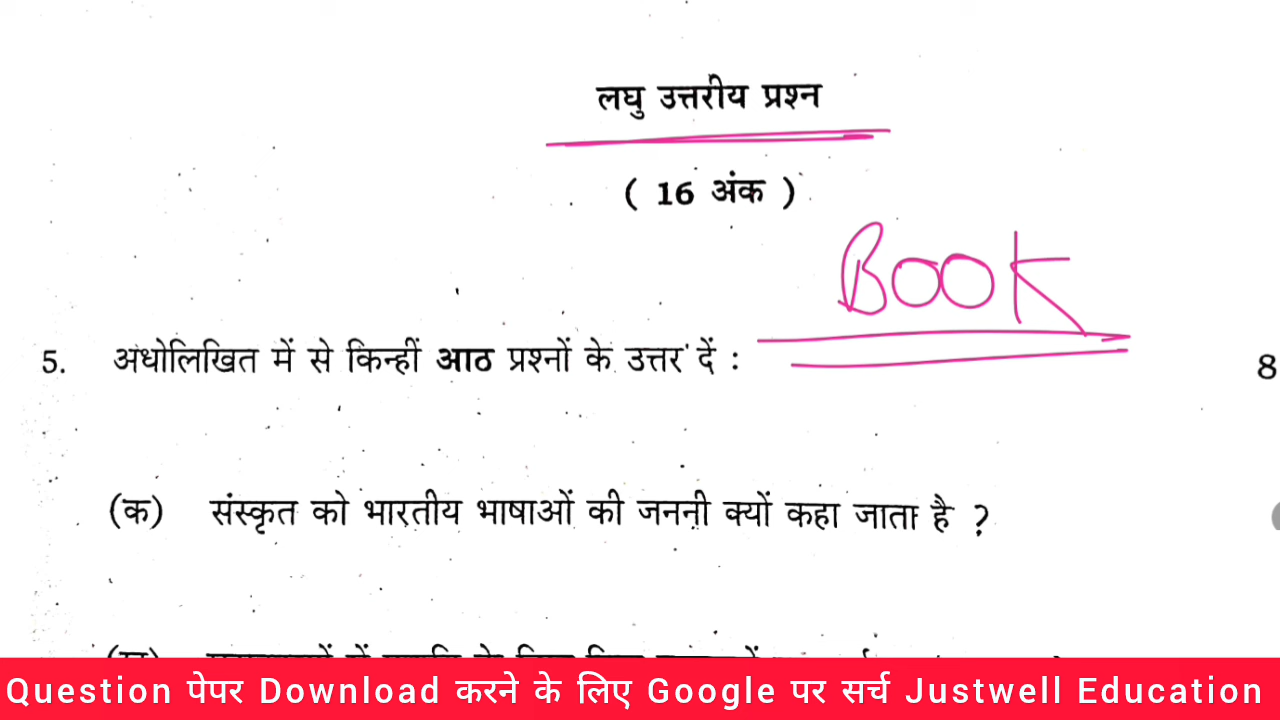 लघु उत्तरीय प्रश्न
( 16 अंक )
BOOK
5. अधोलिखित में से किन्हीं आठ प्रश्नों के उत्तर दें : 8
(क) संस्कृत को भारतीय भाषाओं की जननी क्यों कहा जाता है ?
Question पेपर Download करने के लिए Google पर सर्च Justwell Education